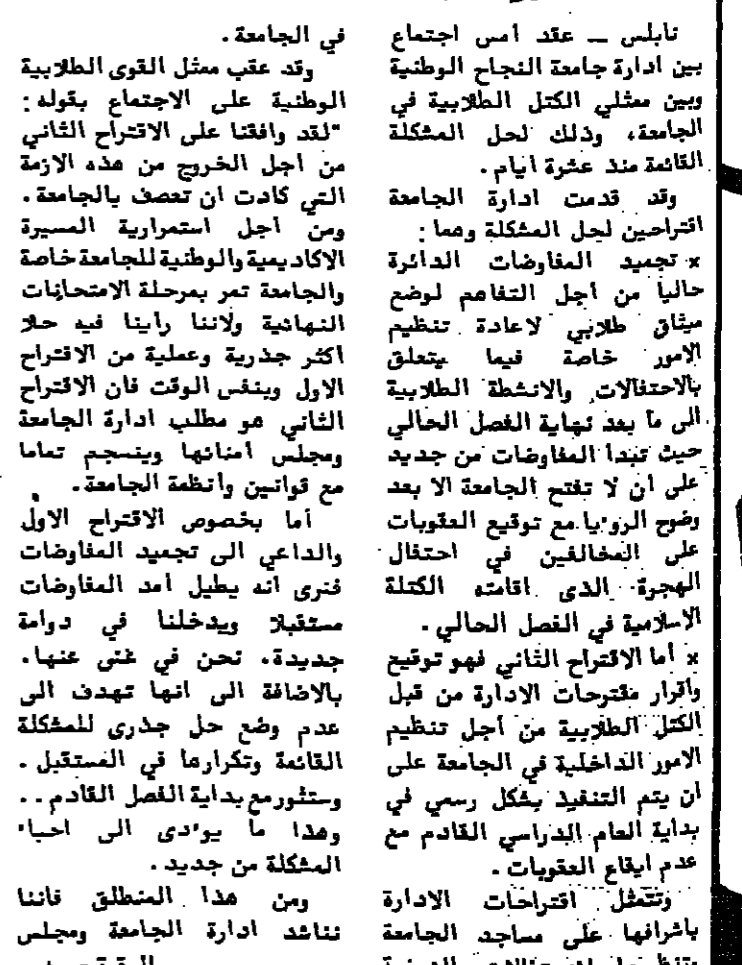 نابلس ــ عقد أمس اجتماع
بين ادارة جامعة النجاح الوطنية
وبين ممثلي الكتل الطلابية في
الجامعة، وذلك لحل المشكلة
القائمة منذ عشرة ايام.
وقد قدمت ادارة الجامعة
اقتراحين لحل المشكلة وهما:
× تجميد المفاوضات الدائرة
حالياً من أجل التفاهم لوضع
ميثاق طلابي لاعادة تنظيم
الامور خاصة فيما يتعلق
بالاحتفالات والانشطة الطلابية
الى ما بعد نهاية الفصل الحالي
حيث تبدأ المفاوضات من جديد
على ان لا تفتح الجامعة الا بعد
وضوح الروءيا مع توقيع العقوبات
على المخالفين في احتفال
الهجرة الذى اقامته الكتلة
الاسلامية في الفصل الحالي.
× أما الاقتراح الثاني فهو توقيع
واقرار مقترحات الادارة من قبل
الكتل الطلابية من أجل تنظيم
الامور الداخلية في الجامعة على
أن يتم التنفيذ بشكل رسمي في
بداية العام الدراسي القادم مع
عدم ايقاع العقوبات.
وتتمثل اقتراحات الادارة
باشرافها على مساجد الجامعة
في الجامعة.
وقد عقب ممثل القوى الطلابية
الوطنية على الاجتماع بقوله:
"لقد وافقنا على الاقتراح الثاني
من اجل الخروج من هذه الازمة
التي كادت ان تعصف بالجامعة.
ومن أجل استمرارية المسيرة
الاكاديمية والوطنية للجامعة خاصة
والجامعة تمر بمرحلة الامتحانات
النهائية ولاننا رأينا فيه حلا
اكثر جذرية وعملية من الاقتراح
الاول وبنفس الوقت فان الاقتراح
الثاني هو مطلب ادارة الجامعة
ومجلس أمنائها وينسجم تماما
مع قوانين وأنظمة الجامعة.
أما بخصوص الاقتراح الاول
والداعي الى تجميد المفاوضات
فنرى انه يطيل أمد المفاوضات
مستقبلا ويدخلنا في دوامة
جديدة، نحن في غنى عنها.
بالاضافة الى انها تهدف الى
عدم وضع حل جذرى للمشكلة
القائمة وتكرارها في المستقبل.
وستثور مع بداية الفصل القادم..
وهذا ما يوءدى الى احياء
المشكلة من جديد.
ومن هذا المنطلق فاننا
نناشد ادارة الجامعة ومجلس